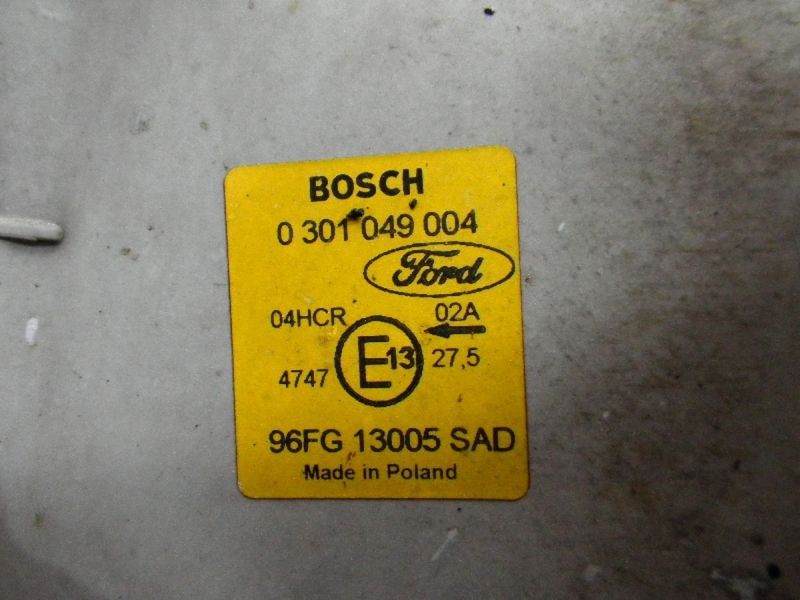 BOSCH
0 301 049 004
Ford
04HCR 02A
4747 E13 27,5
96FG 13005 SAD
Made in Poland